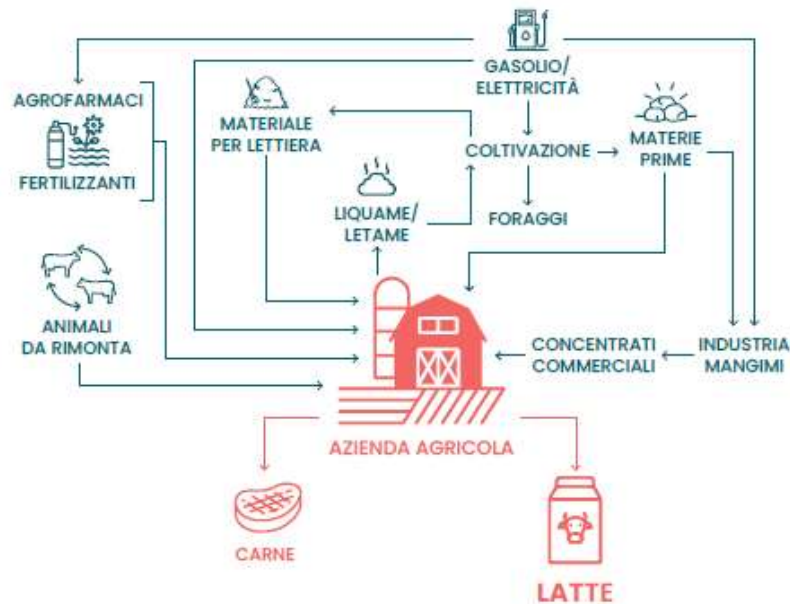 GASOLIO/
ELETTRICITÀ
AGROFARMACI
FERTILIZZANTI
MATERIALE
PER LETTIERA
COLTIVAZIONE
MATERIE
PRIME
LIQUAME/
LETAME
FORAGGI
ANIMALI
DA RIMONTA
CONCENTRATI
COMMERCIALI
INDUSTRIA
MANGIMI
AZIENDA AGRICOLA
CARNE
LATTE